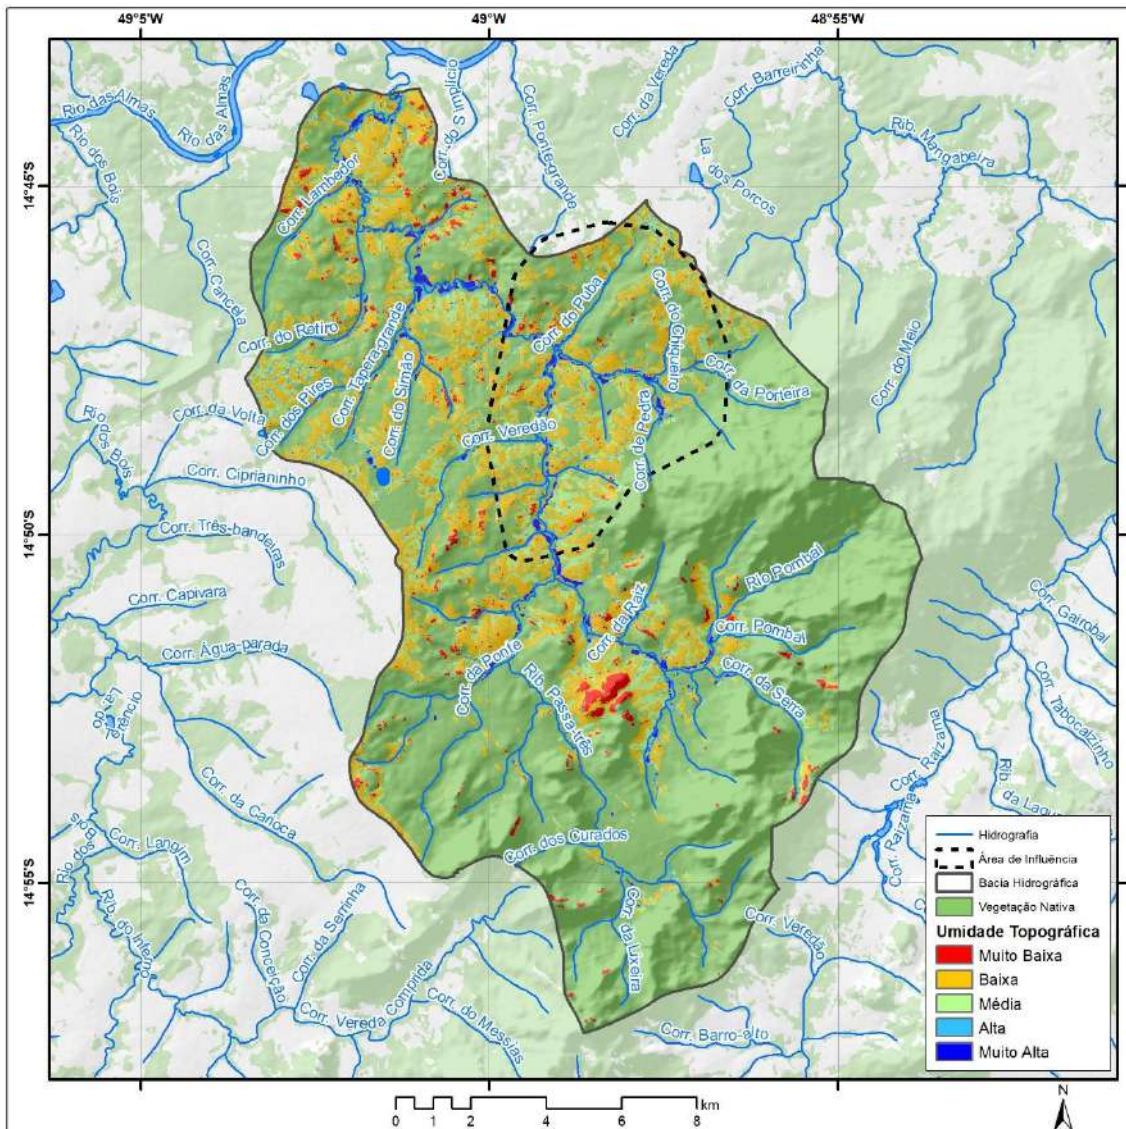 49°5'W
49°W
48°55'W
14°45'S
14°50'S
14°55'S
Rio das Almas
Rio das Almas
Rio dos Bois
Corr. Lambedor
Corr. do Simplício
Corr. Pontegrande
Corr. da Vereda
Corr. Barreirinha
Rib. Mangabeira
La dos Porcos
Corr. Cancela
Corr. do Retiro
Corr. Tapera-grande
Corr. do Puba
Corr. do Chiqueiro
Corr. do Meio
Corr. dos Pires
Corr. do Simão
Corr. da Porteira
Corr. da Volta
Rio dos Bois
Corr. Veredão
Corr. de Pedra
Corr. Ciprianinho
Corr. Três-bandeiras
Rio Pombal
Corr. Capivara
Corr. da Raiz
Corr. Pombal
Corr. Gairobal
Corr. Água-parada
Corr. da Ponte
Rib. Passa-três
Corr. da Serra
Corr. Tabocalzinho
Corr. Raizama
Corr. Raizama
Corr. da Carioca
Rio dos Bois
Corr. Langim
Corr. dos Curados
Rib. do Inferno
Corr. da Conceição
Corr. da Serrinha
Corr. da Lixeira
Corr. Veredão
Corr. Vereda Comprida
Corr. do Messias
Corr. Barro-alto
Hidrografia
Área de Influência
Bacia Hidrográfica
Vegetação Nativa
Umidade Topográfica
Muito Baixa
Baixa
Média
Alta
Muito Alta
0 1 2 4 6 8 km
N